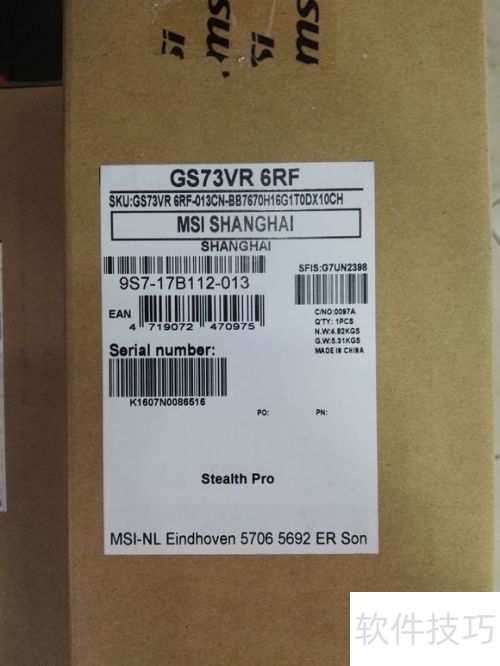 msi
msi
GS73VR 6RF
SKU:GS73VR 6RF-013CN-BB7670H16G1T0DX10CH
MSI SHANGHAI
SHANGHAI
9S7-17B112-013
SFIS:G7UN2398
EAN
4 719072 470975
C/NO:0097A
Q'TY: 1PCS
N.W:4.82KGS
G.W:5.31KGS
MADE IN CHINA
Serial number:
K1607N0086516
PO:
PN:
Stealth Pro
MSI-NL Eindhoven 5706 5692 ER Son
软件技巧